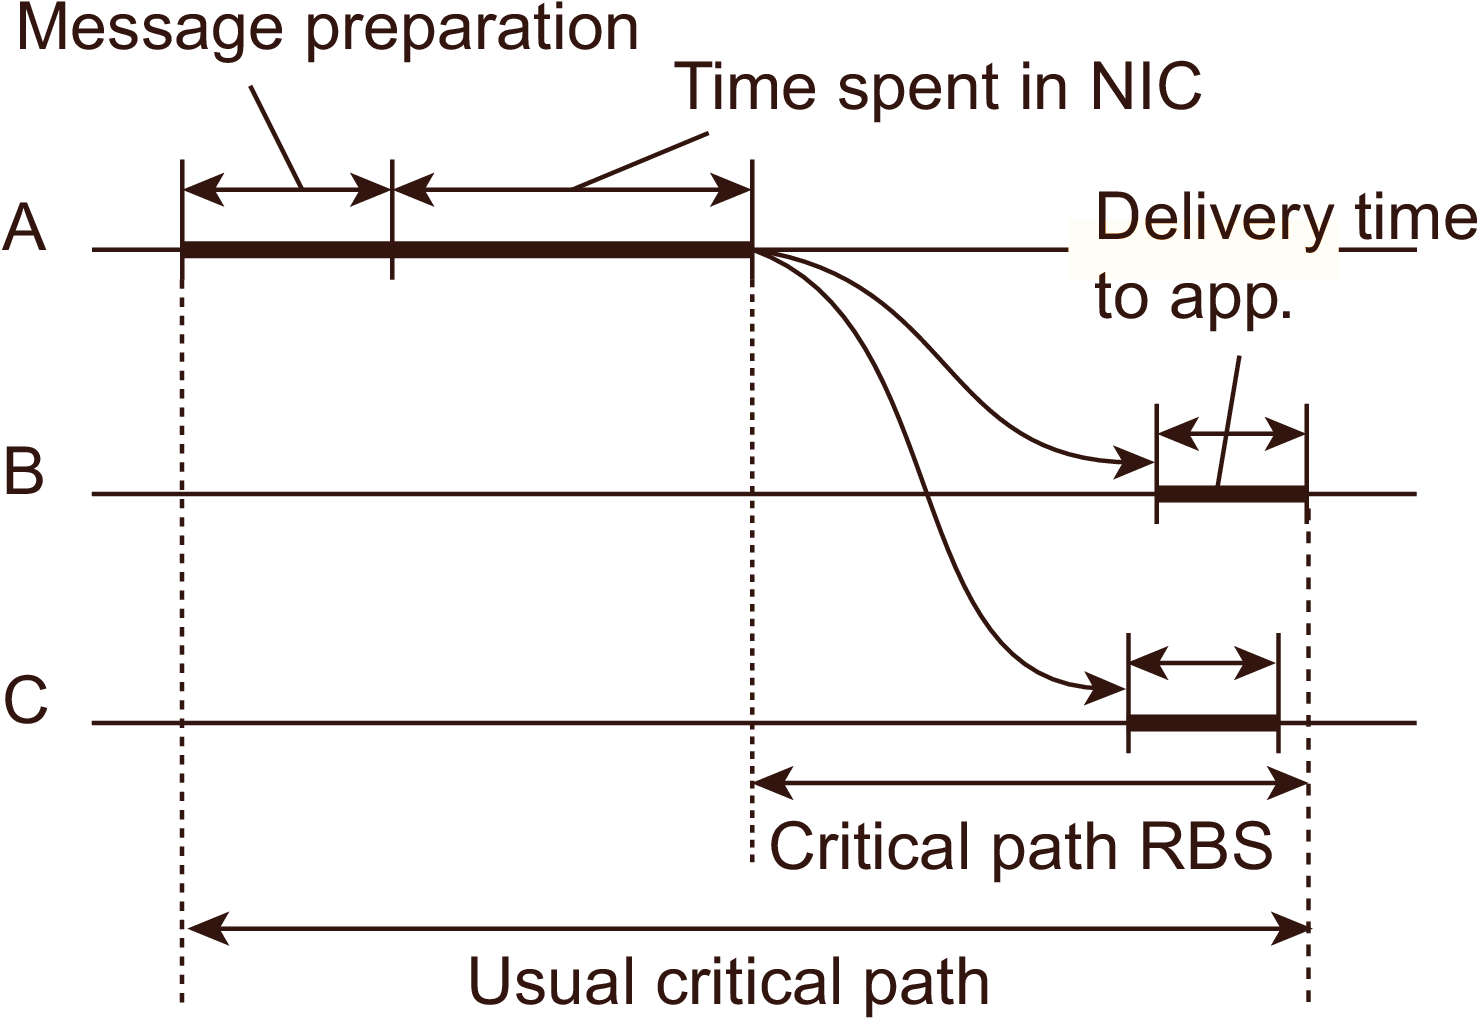 Message preparation
Time spent in NIC
A
Delivery time
to app.
B
C
Critical path RBS
Usual critical path